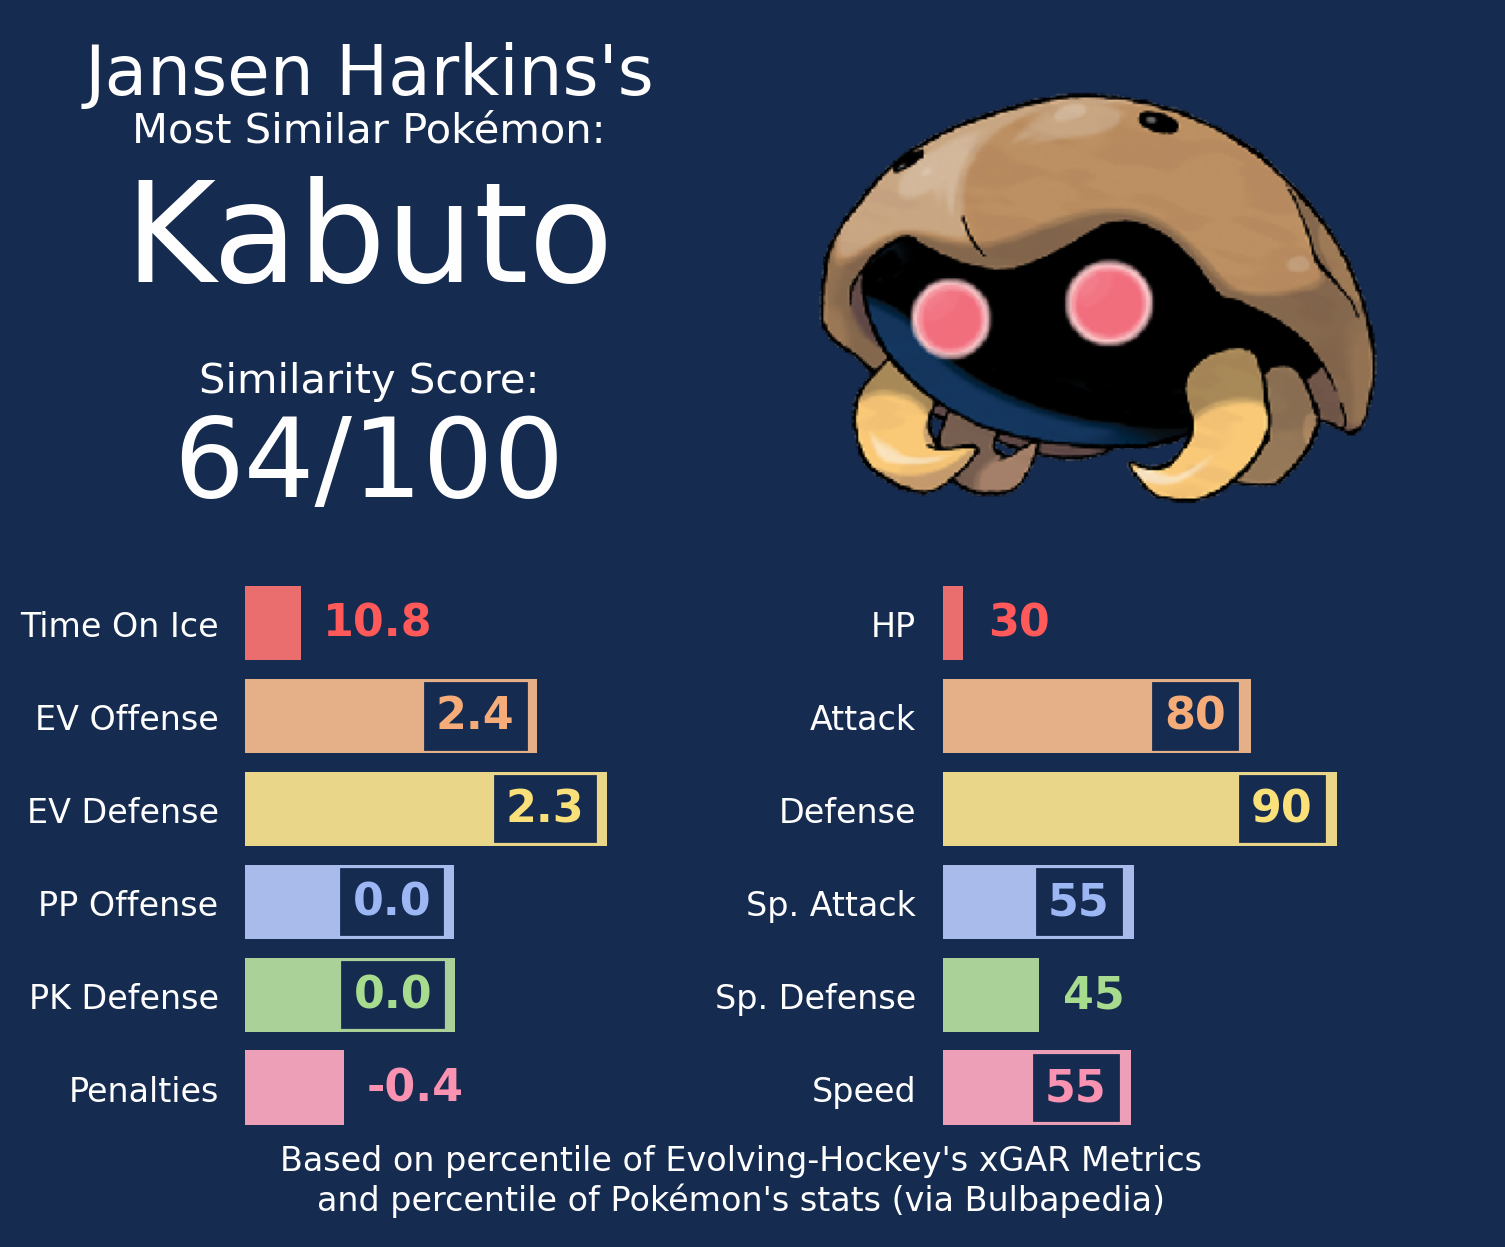 Jansen Harkins's
Most Similar Pokémon:
Kabuto
Similarity Score:
64/100
Time On Ice 10.8
EV Offense 2.4
EV Defense 2.3
PP Offense 0.0
PK Defense 0.0
Penalties -0.4
HP 30
Attack 80
Defense 90
Sp. Attack 55
Sp. Defense 45
Speed 55
Based on percentile of Evolving-Hockey's xGAR Metrics
and percentile of Pokémon's stats (via Bulbapedia)